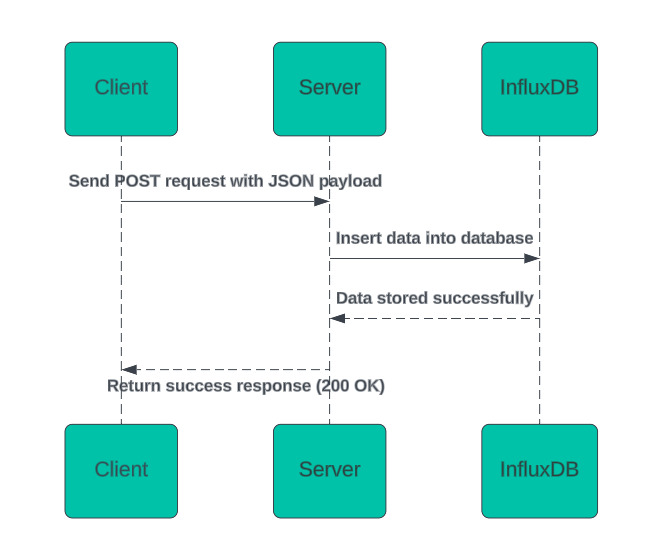 Client
Server
InfluxDB
Send POST request with JSON payload
Insert data into database
Data stored successfully
Return success response (200 OK)
Client
Server
InfluxDB